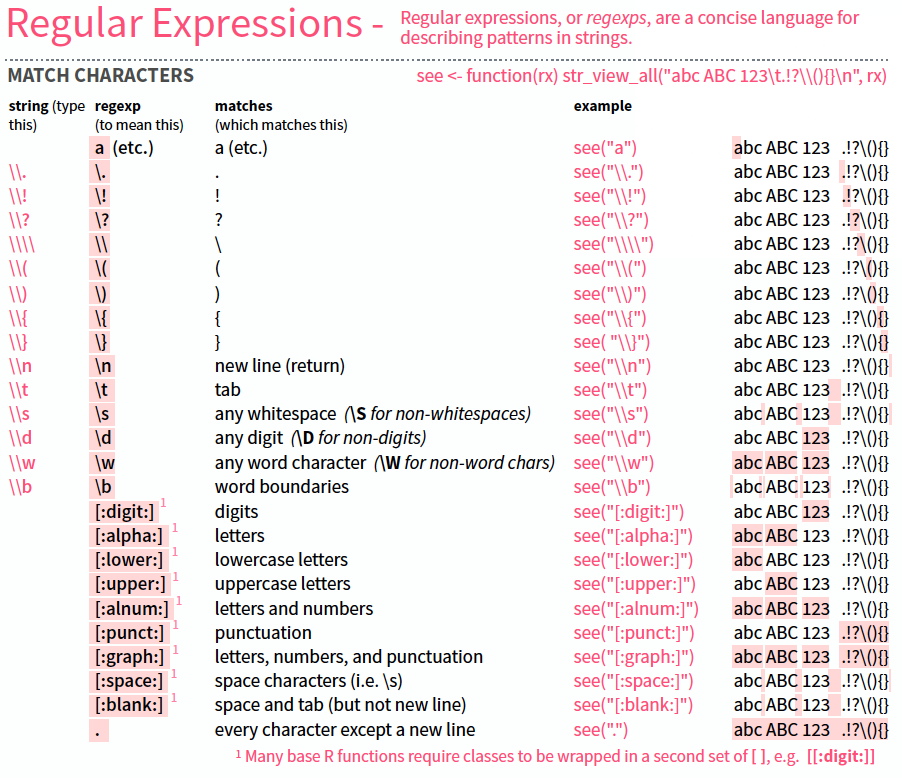 Regular Expressions -
Regular expressions, or regexps, are a concise language for
describing patterns in strings.
MATCH CHARACTERS
see <- function(rx) str_view_all("abc ABC 123\t.!?\\(){}\n", rx)
string (type this) regexp (to mean this) matches (which matches this) example
a (etc.) a (etc.) see("a") abc ABC 123 .!?\(){}
\\. \. . see("\\.") abc ABC 123 .!?\(){}
\\! \! ! see("\\!") abc ABC 123 .!?\(){}
\\? \? ? see("\\?") abc ABC 123 .!?\(){}
\\\\ \\ \ see("\\\\") abc ABC 123 .!?\(){}
\\( \( ( see("\\(") abc ABC 123 .!?\(){}
\\) \) ) see("\\)") abc ABC 123 .!?\(){}
\\{ \{ { see("\\{") abc ABC 123 .!?\(){}
\\} \} } see( "\\}") abc ABC 123 .!?\(){}
\\n \n new line (return) see("\\n") abc ABC 123 .!?\(){}
\\t \t tab see("\\t") abc ABC 123 .!?\(){}
\\s \s any whitespace (\S for non-whitespaces) see("\\s") abc ABC 123 .!?\(){}
\\d \d any digit (\D for non-digits) see("\\d") abc ABC 123 .!?\(){}
\\w \w any word character (\W for non-word chars) see("\\w") abc ABC 123 .!?\(){}
\\b \b word boundaries see("\\b") abc ABC 123 .!?\(){}
[:digit:] 1 digits see("[:digit:]") abc ABC 123 .!?\(){}
[:alpha:] 1 letters see("[:alpha:]") abc ABC 123 .!?\(){}
[:lower:] 1 lowercase letters see("[:lower:]") abc ABC 123 .!?\(){}
[:upper:] 1 uppercase letters see("[:upper:]") abc ABC 123 .!?\(){}
[:alnum:] 1 letters and numbers see("[:alnum:]") abc ABC 123 .!?\(){}
[:punct:] 1 punctuation see("[:punct:]") abc ABC 123 .!?\(){}
[:graph:] 1 letters, numbers, and punctuation see("[:graph:]") abc ABC 123 .!?\(){}
[:space:] 1 space characters (i.e. \s) see("[:space:]") abc ABC 123 .!?\(){}
[:blank:] 1 space and tab (but not new line) see("[:blank:]") abc ABC 123 .!?\(){}
. every character except a new line see(".") abc ABC 123 .!?\(){}
1 Many base R functions require classes to be wrapped in a second set of [ ], e.g. [[:digit:]]